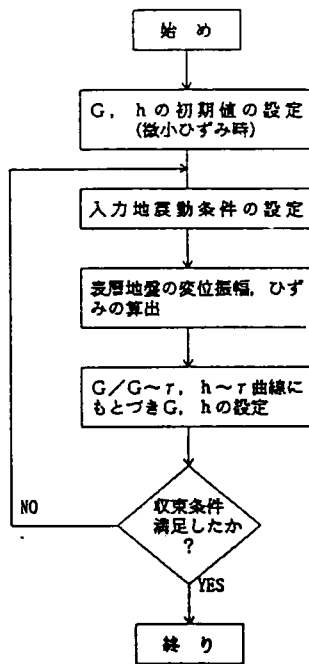 始 め
G, hの初期値の設定
(微小ひずみ時)
入力地震動条件の設定
表層地盤の変位振幅,ひず
みの算出
G/G~r, h~r曲線に
もとづきG, hの設定
収束条件
満足したか
?
NO
YES
終 り